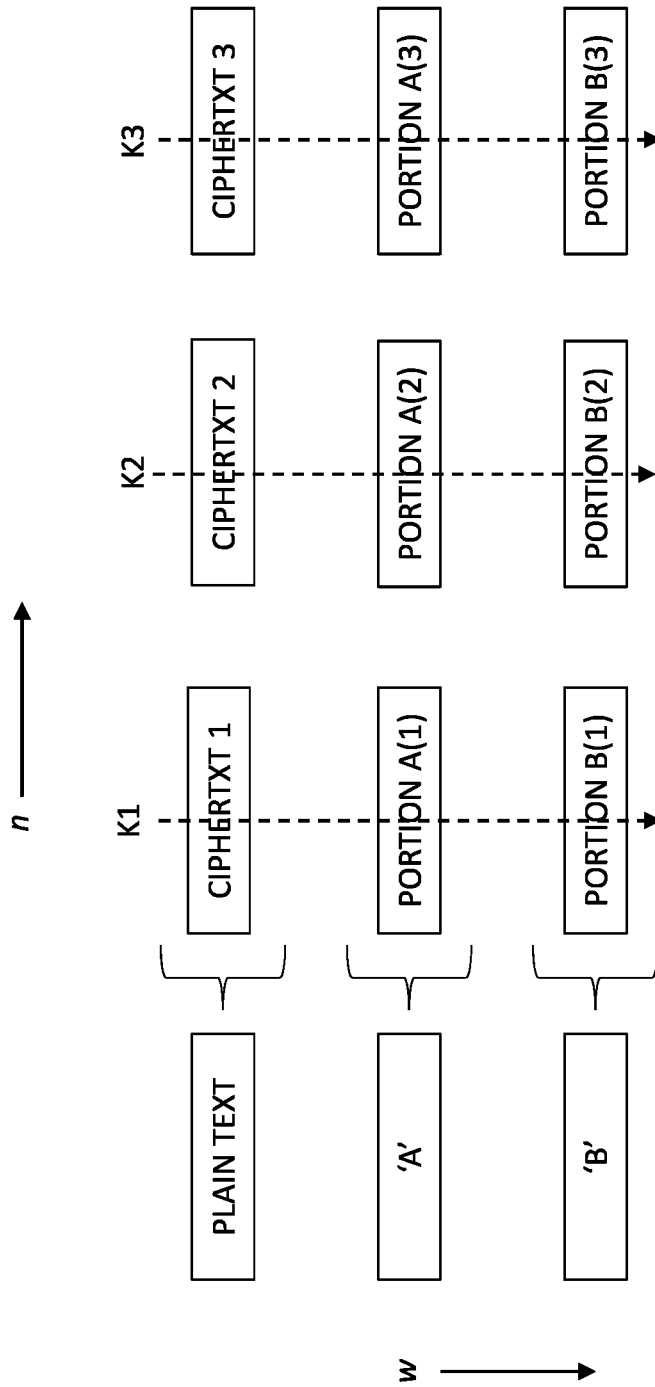 n
K1 K2 K3
PLAIN TEXT CIPHERTXT 1 CIPHERTXT 2 CIPHERTXT 3
w
‘A’ PORTION A(1) PORTION A(2) PORTION A(3)
‘B’ PORTION B(1) PORTION B(2) PORTION B(3)